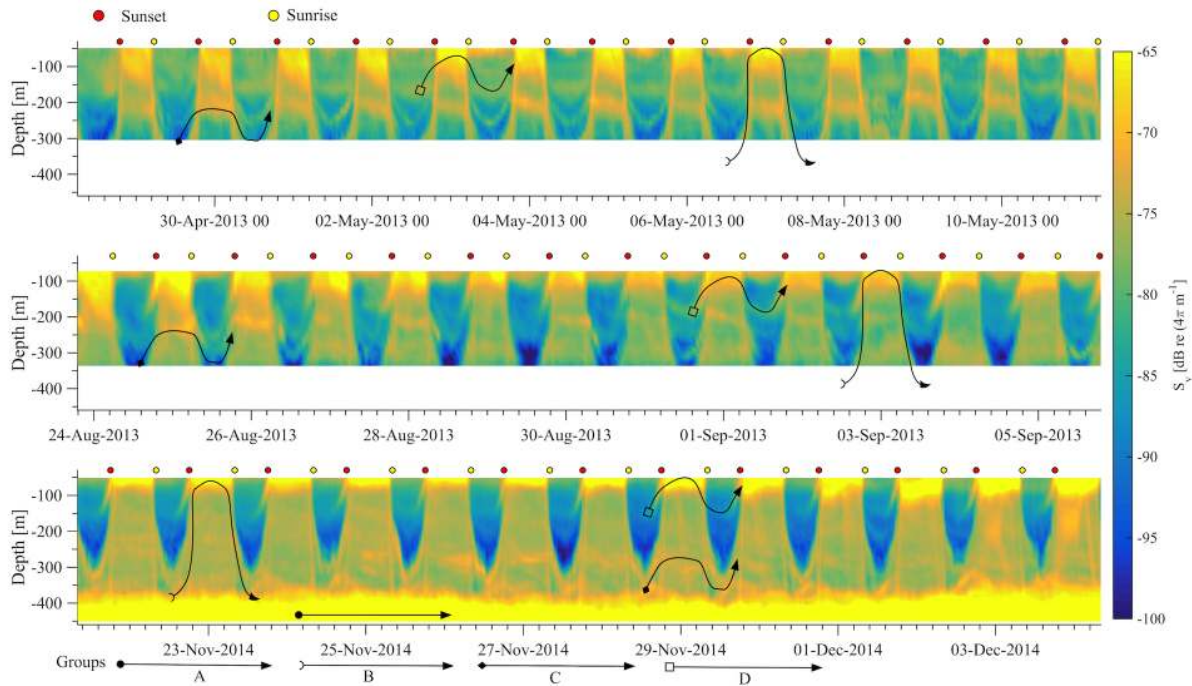 Sunset Sunrise
-100
-200
-300
-400
Depth [m]
30-Apr-2013 00 02-May-2013 00 04-May-2013 00 06-May-2013 00 08-May-2013 00 10-May-2013 00
-100
-200
-300
-400
Depth [m]
24-Aug-2013 26-Aug-2013 28-Aug-2013 30-Aug-2013 01-Sep-2013 03-Sep-2013 05-Sep-2013
-100
-200
-300
-400
Depth [m]
23-Nov-2014 25-Nov-2014 27-Nov-2014 29-Nov-2014 01-Dec-2014 03-Dec-2014
Groups A B C D
-65
-70
-75
-80
-85
-90
-95
-100
Sv [dB re (4π m-1)